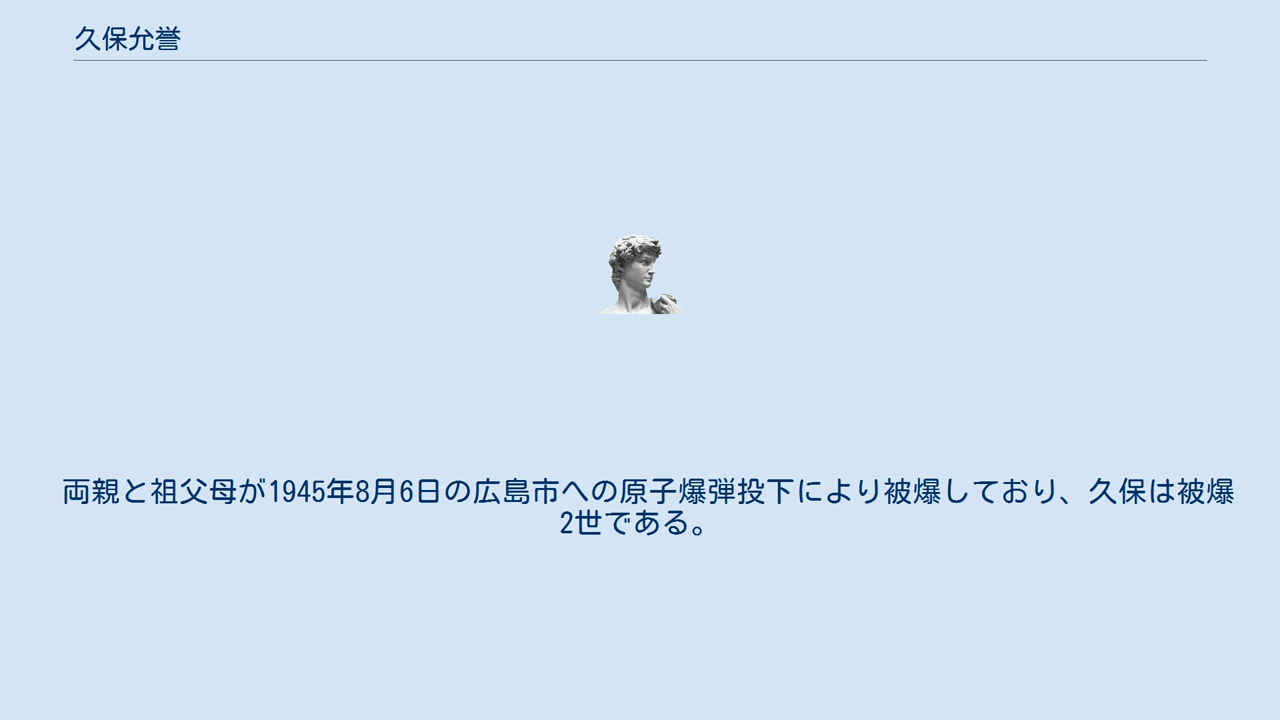 久保允誉
両親と祖父母が1945年8月6日の広島市への原子爆弾投下により被爆しており、久保は被爆
2世である。